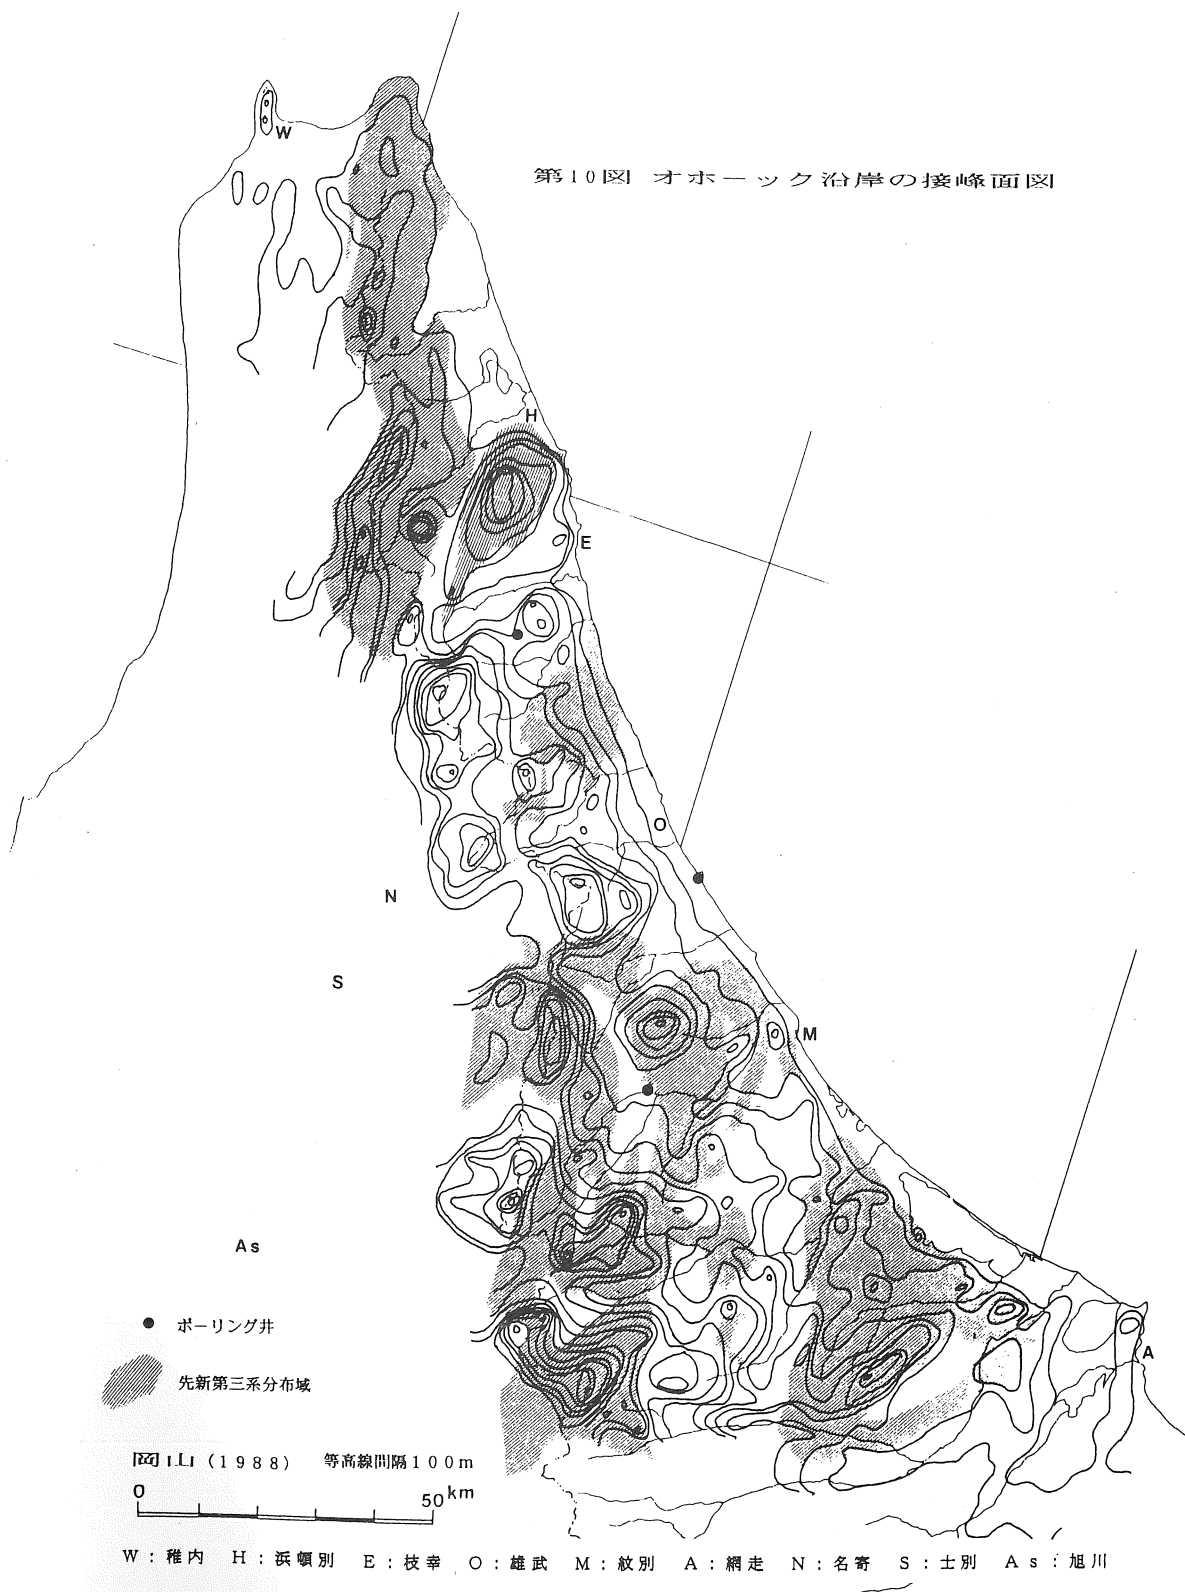 W
第10図 オホーック沿岸の接峰面図
H
E
O
N
S
M
As
● ボーリング井
A
先新第三系分布域
岡山(1988) 等高線間隔100m
0 50km
W:稚内 H:浜頓別 E:枝幸 O:雄武 M:紋別 A:網走 N:名寄 S:士別 As:旭川